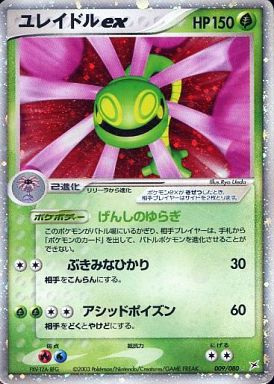 ユレイドルex HP150
Illus. Ryo Ueda
2進化 リリーラから進化
ポケモンexがきぜつしたとき、
相手プレイヤーはサイドを2枚とる。
ポケボディー げんしのゆらぎ
このポケモンがバトル場にいるかぎり、相手は、手札から
「ポケモンのカード」を出して、バトルポケモンを進化させることが
できない。
ぶきみなひかり 30
相手をこんらんにする。
アシッドポイズン 60
相手をどくとやけどにする。
弱点 抵抗力 にげる
©2003 Pokémon/Nintendo/Creatures/GAME FREAK
009/080